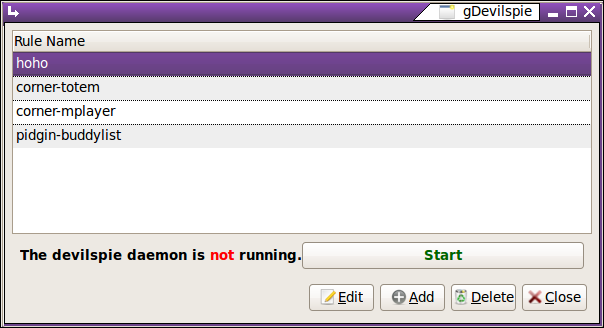 gDevilspie
Rule Name
hoho
corner-totem
corner-mplayer
pidgin-buddylist
The devilspie daemon is not running. Start
Edit Add Delete Close